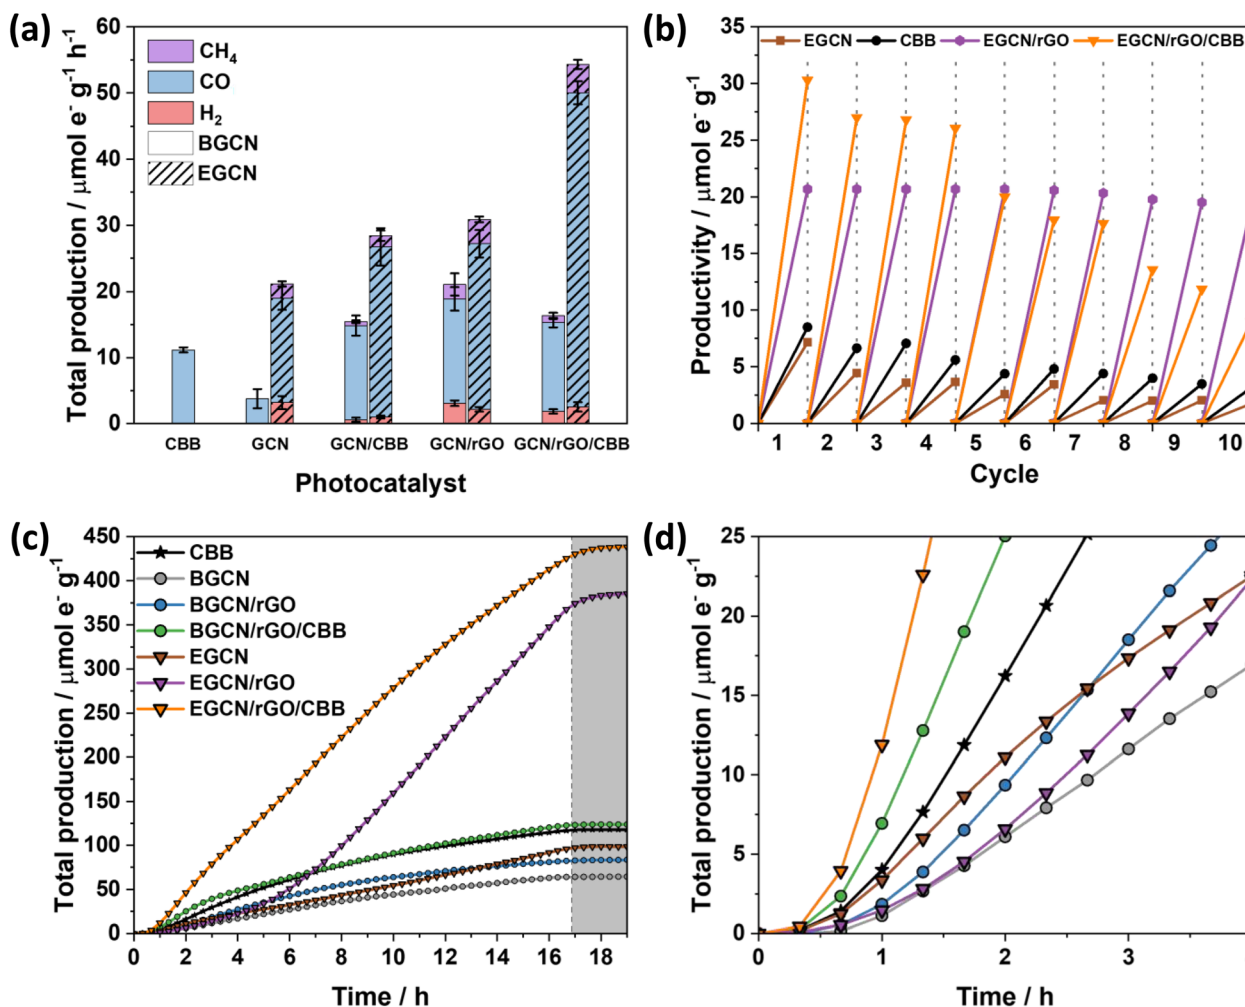 (a)
Total production / μmol e⁻ g⁻¹ h⁻¹
60
50
40
30
20
10
0
CH₄
CO
H₂
BGCN
EGCN
CBB GCN GCN/CBB GCN/rGO GCN/rGO/CBB
Photocatalyst
(b)
Productivity / μmol e⁻ g⁻¹
35
30
25
20
15
10
5
0
EGCN CBB EGCN/rGO EGCN/rGO/CBB
1 2 3 4 5 6 7 8 9 10
Cycle
(c)
Total production / μmol e⁻ g⁻¹
450
400
350
300
250
200
150
100
50
0
CBB
BGCN
BGCN/rGO
BGCN/rGO/CBB
EGCN
EGCN/rGO
EGCN/rGO/CBB
0 2 4 6 8 10 12 14 16 18
Time / h
(d)
Total production / μmol e⁻ g⁻¹
25
20
15
10
5
0
0 1 2 3
Time / h